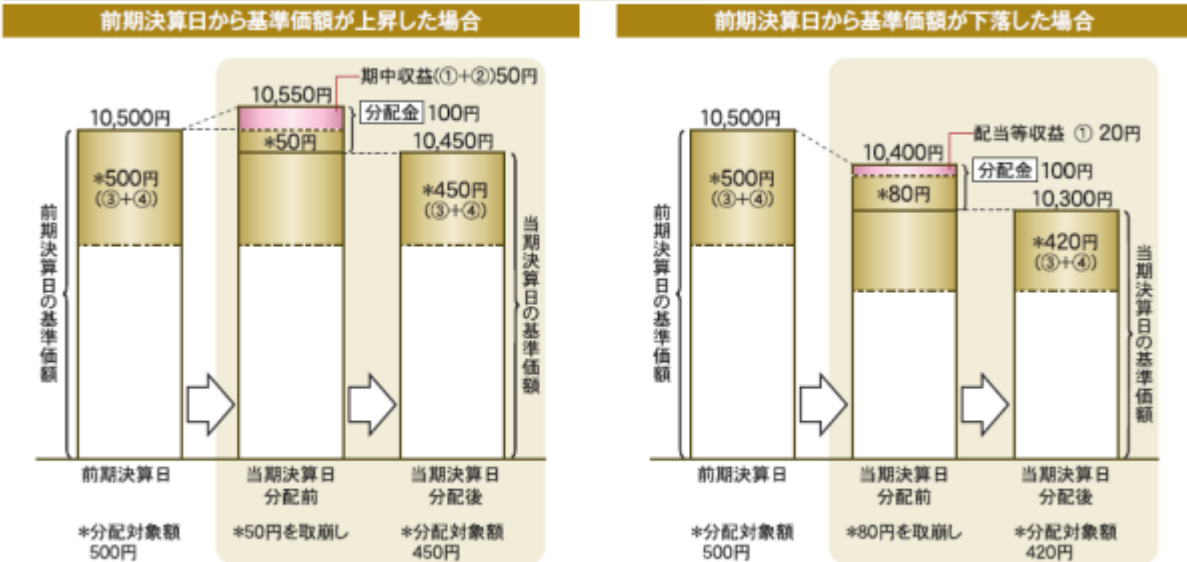 前期決算日から基準価額が上昇した場合
期中収益(①+②)50円
10,550円
10,500円
分配金 100円
*50円
10,450円
*500円
(③+④)
*450円
(③+④)
前期決算日の基準価額
当期決算日の基準価額
前期決算日
当期決算日
分配前
当期決算日
分配後
*分配対象額
500円
*50円を取崩し
*分配対象額
450円
前期決算日から基準価額が下落した場合
10,500円
配当等収益 ① 20円
10,400円
分配金 100円
*500円
(③+④)
*80円
10,300円
*420円
(③+④)
前期決算日の基準価額
当期決算日の基準価額
前期決算日
当期決算日
分配前
当期決算日
分配後
*分配対象額
500円
*80円を取崩し
*分配対象額
420円